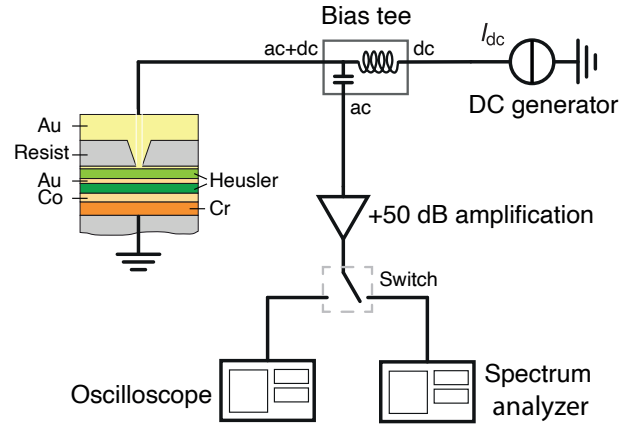 Bias tee
ac+dc
dc
Idc
DC generator
ac
Au
Resist
Au
Co
Heusler
Cr
+50 dB amplification
Switch
Oscilloscope
Spectrum
analyzer